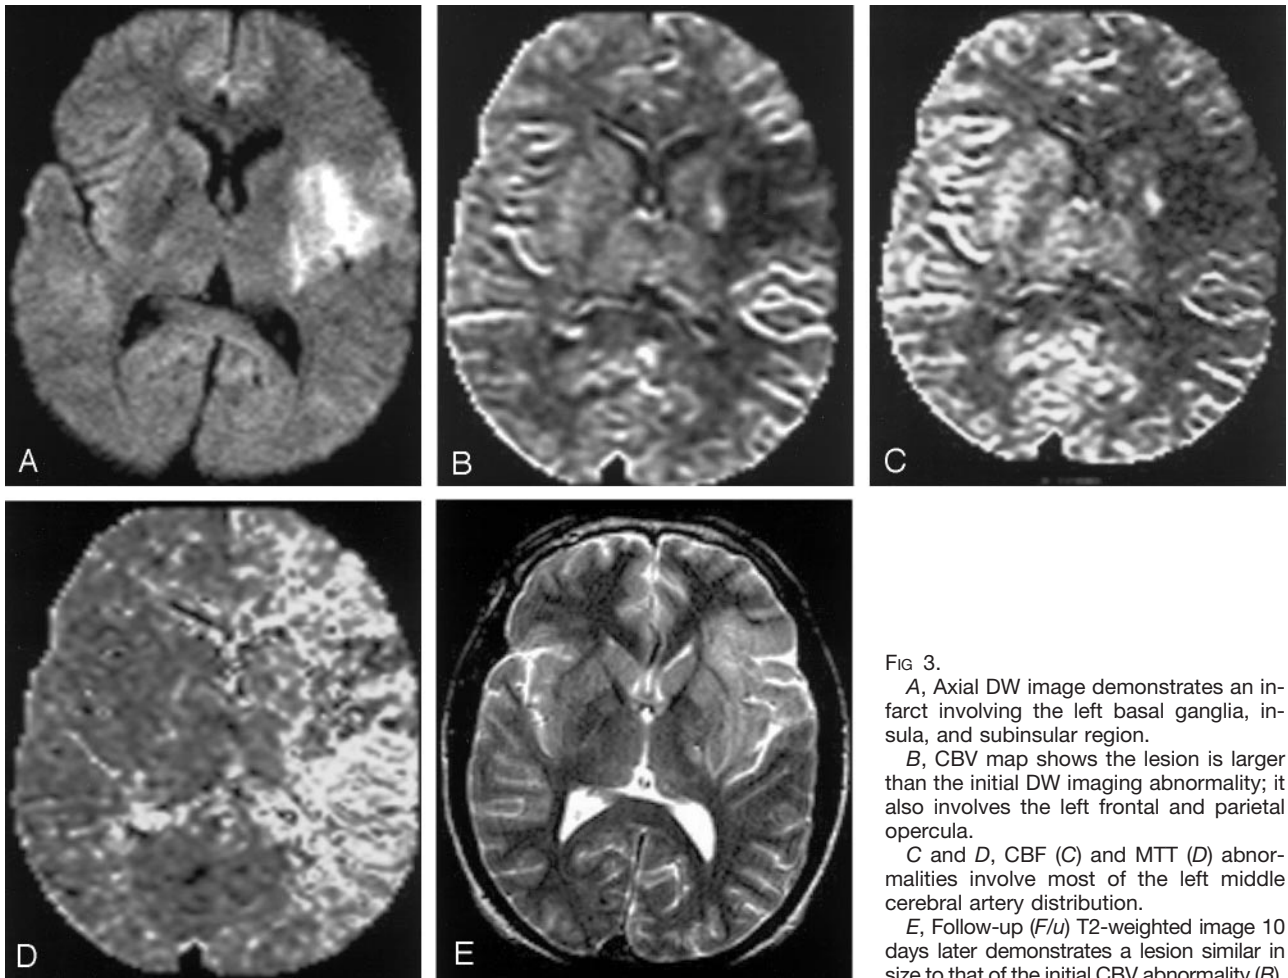 A
B
C
D
E
FIG 3.
A, Axial DW image demonstrates an in-
farct involving the left basal ganglia, in-
sula, and subinsular region.
B, CBV map shows the lesion is larger
than the initial DW imaging abnormality; it
also involves the left frontal and parietal
opercula.
C and D, CBF (C) and MTT (D) abnor-
malities involve most of the left middle
cerebral artery distribution.
E, Follow-up (F/u) T2-weighted image 10
days later demonstrates a lesion similar in
size to that of the initial CBV abnormality (B).